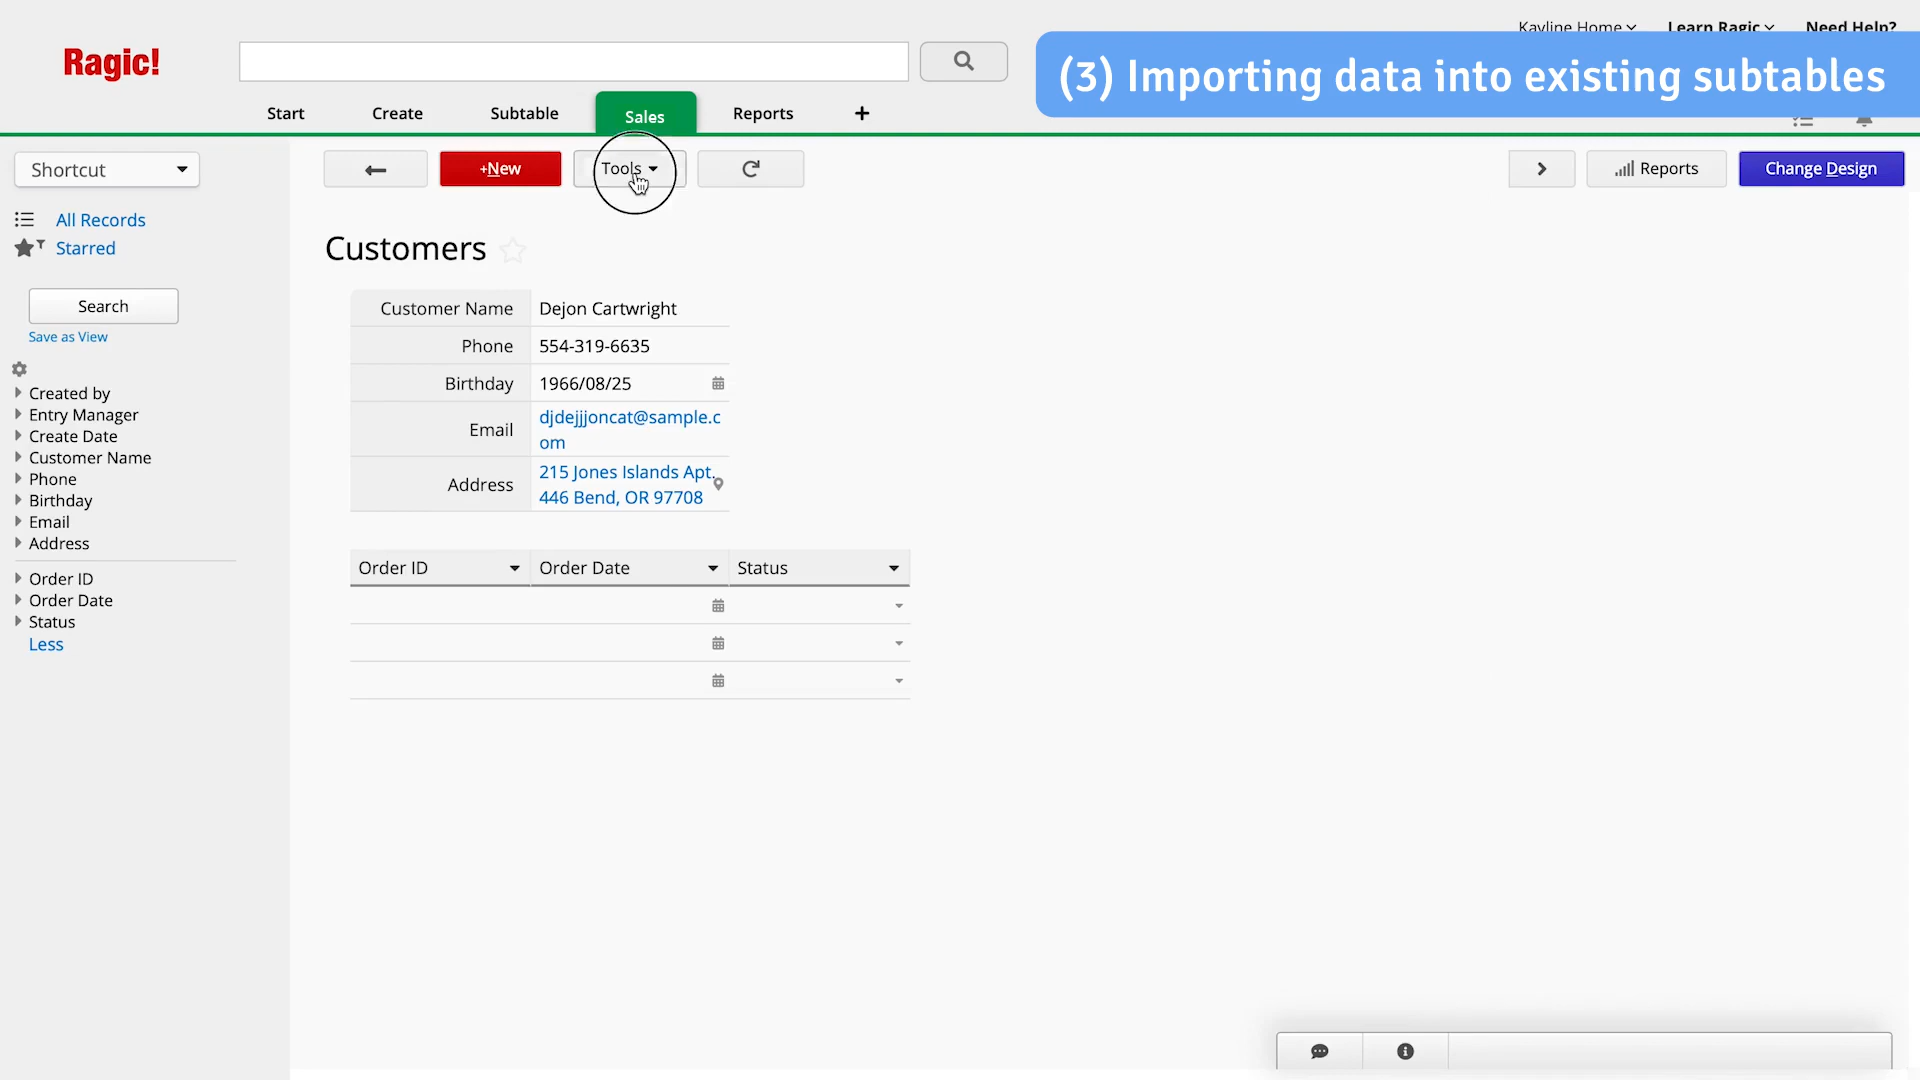 Kayline Home
Learn Ragic
Need Help?
Ragic!
(3) Importing data into existing subtables
Start
Create
Subtable
Sales
Reports
+
Shortcut
+New
Tools
Reports
Change Design
All Records
Starred
Customers
Search
Save as View
Customer Name Dejon Cartwright
Phone 554-319-6635
Birthday 1966/08/25
Email djdejjjoncat@sample.c
om
Address 215 Jones Islands Apt.
446 Bend, OR 97708
Created by
Entry Manager
Create Date
Customer Name
Phone
Birthday
Email
Address
Order ID
Order Date
Status
Less
Order ID Order Date Status